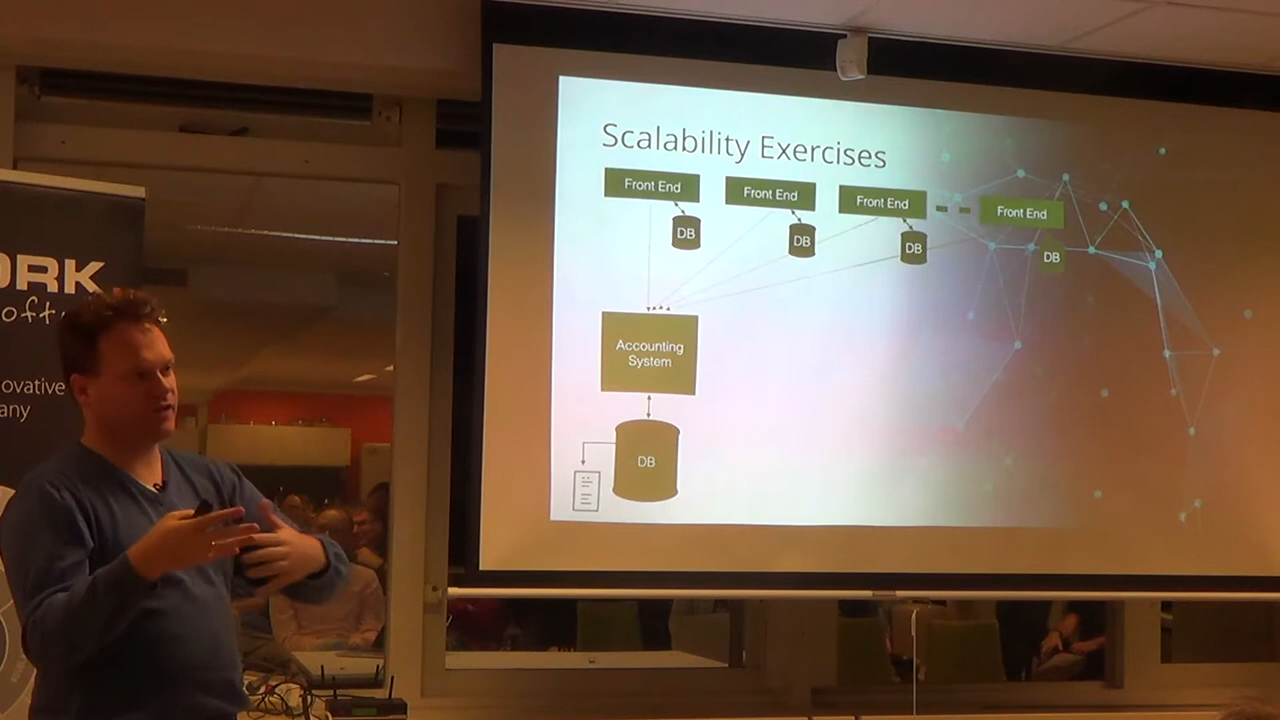 Scalability Exercises
Front End
Front End
Front End
Front End
DB
DB
DB
DB
Accounting
System
DB
ORK
oft
ovative
any